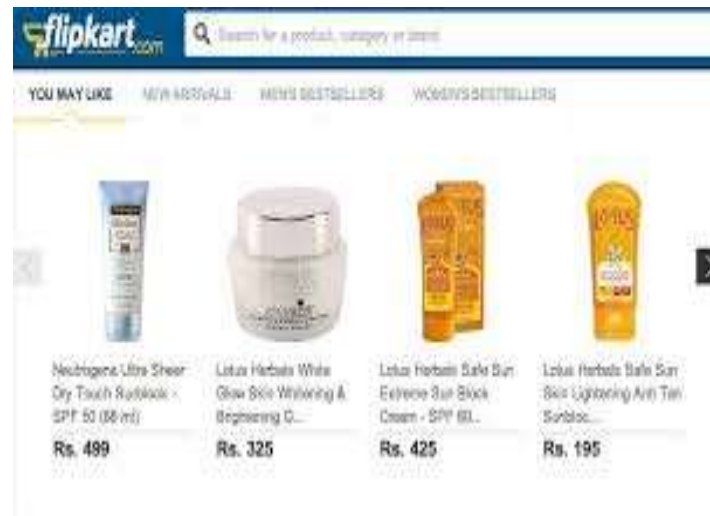 flipkart.com
Search for a product, category or brand
YOU MAY LIKE NEW ARRIVALS MEN'S BESTSELLERS WOMEN'S BESTSELLERS
Neutrogena Ultra Sheer
Dry Touch Sunblock -
SPF 50 (88 ml)
Rs. 499
Lotus Herbals White
Glow Skin Whitening &
Brightening G...
Rs. 325
LOTUS
Lotus Herbals Safe Sun
Extreme Sun Block
Cream - SPF 60...
Rs. 425
LOTUS
Lotus Herbals Safe Sun
Skin Lightening Anti Tan
Sunbloc...
Rs. 195